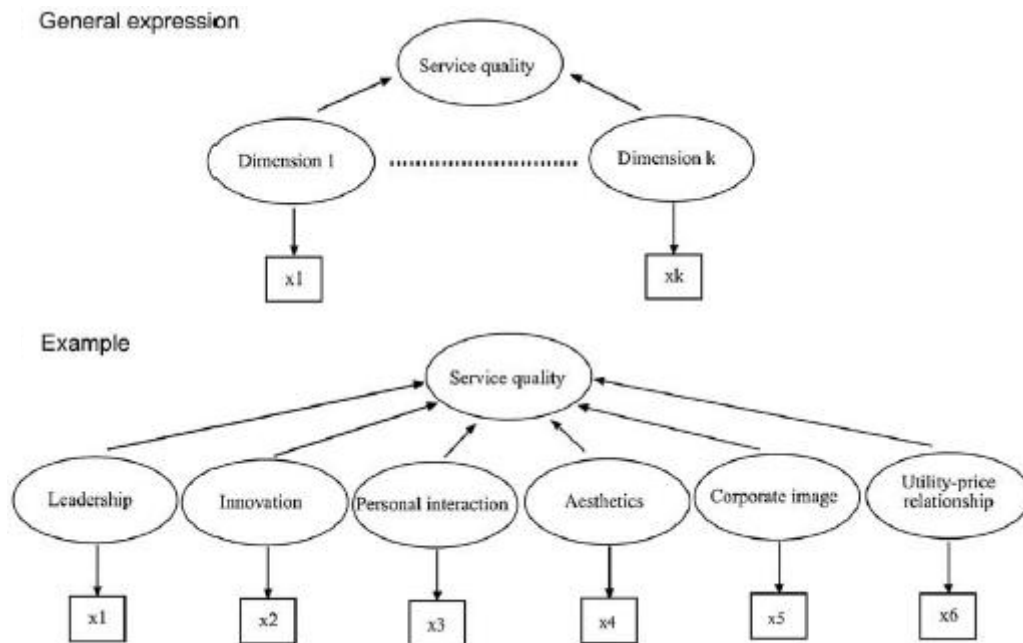 General expression
Service quality
Dimension 1
Dimension k
x1
xk
Example
Service quality
Leadership
Innovation
Personal interaction
Aesthetics
Corporate image
Utility-price
relationship
x1
x2
x3
x4
x5
x6